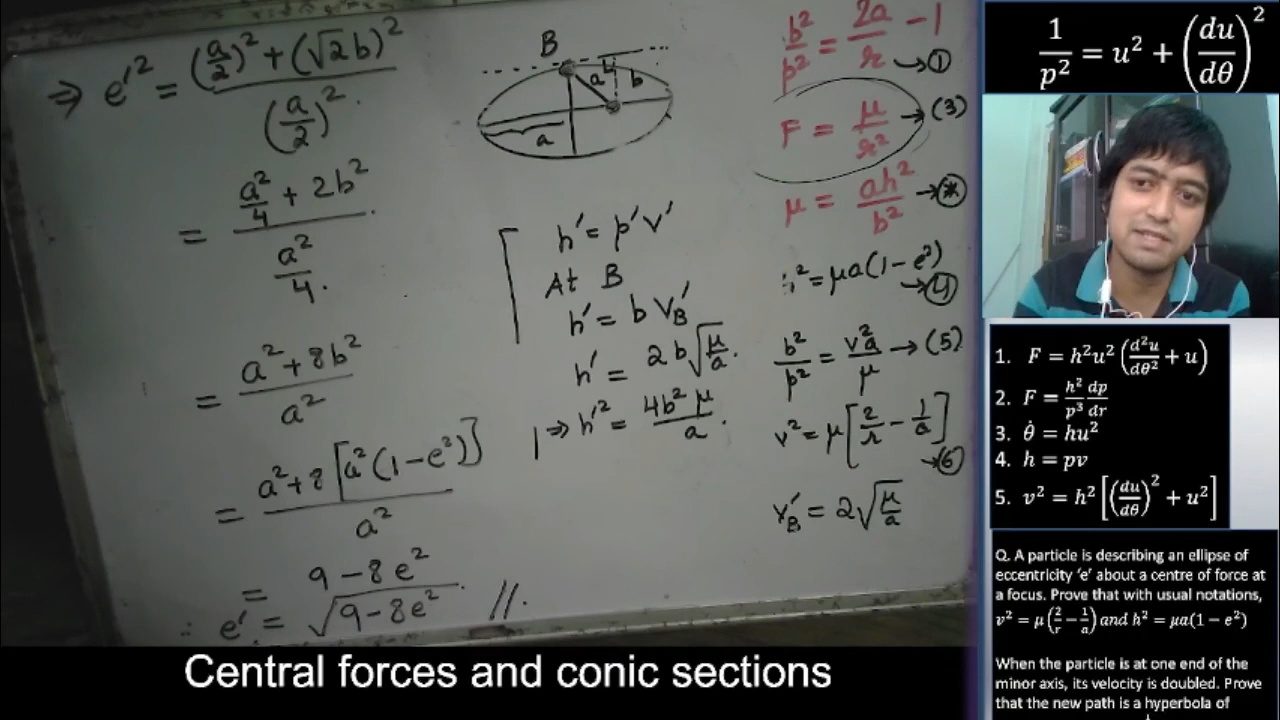 ⇒ e'² = ((a/2)² + (√2b)²) / (a/2)².
= (a²/4 + 2b²) / (a²/4).
= (a² + 8b²) / a²
= (a² + 8[a²(1-e²)]) / a²
= 9 - 8e²
∴ e' = √(9-8e²) //.
B
a
b
a
h' = p'v'
At B
h' = b v_B'
h' = 2b√(μ/a).
⇒ h'² = 4b²μ/a.
b²/p² = 2a/r - 1
→ (1)
F = μ/r² → (3)
μ = ah²/b² → (*)
h² = μa(1-e²)
→ (4)
b²/p² = v²a/μ → (5)
v² = μ[2/r - 1/a]
→ (6)
v_B' = 2√(μ/a)
1/p² = u² + (du/dθ)²
1. F = h²u² (d²u/dθ² + u)
2. F = h²/p³ dp/dr
3. θ̇ = hu²
4. h = pv
5. v² = h² [(du/dθ)² + u²]
Q. A particle is describing an ellipse of
eccentricity 'e' about a centre of force at
a focus. Prove that with usual notations,
v² = μ(2/r - 1/a) and h² = μa(1 - e²)
When the particle is at one end of the
minor axis, its velocity is doubled. Prove
that the new path is a hyperbola of
Central forces and conic sections